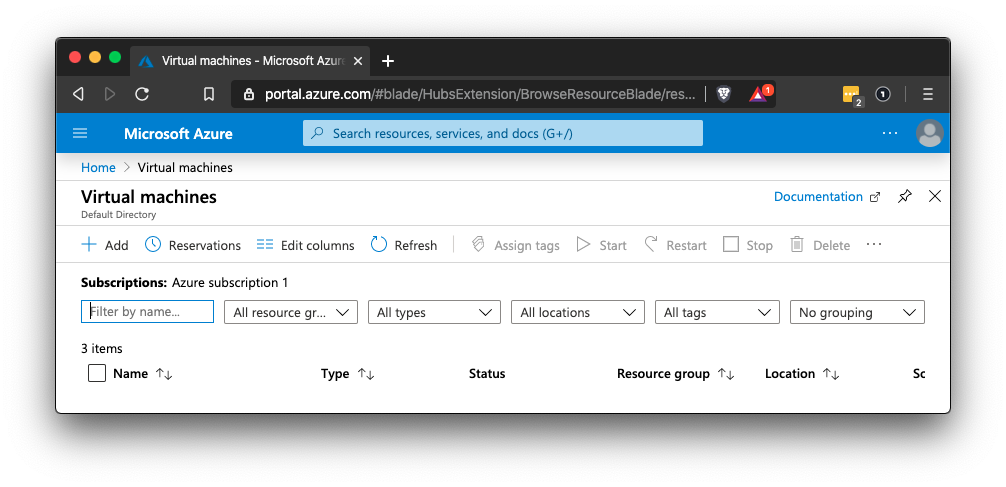 Virtual machines - Microsoft Azur
portal.azure.com/#blade/HubsExtension/BrowseResourceBlade/res...
1
2
1
Microsoft Azure
Search resources, services, and docs (G+/)
Home > Virtual machines
Virtual machines
Documentation
Default Directory
Add Reservations Edit columns Refresh Assign tags Start Restart Stop Delete
Subscriptions: Azure subscription 1
Filter by name... All resource gr... All types All locations All tags No grouping
3 items
Name Type Status Resource group Location Sc